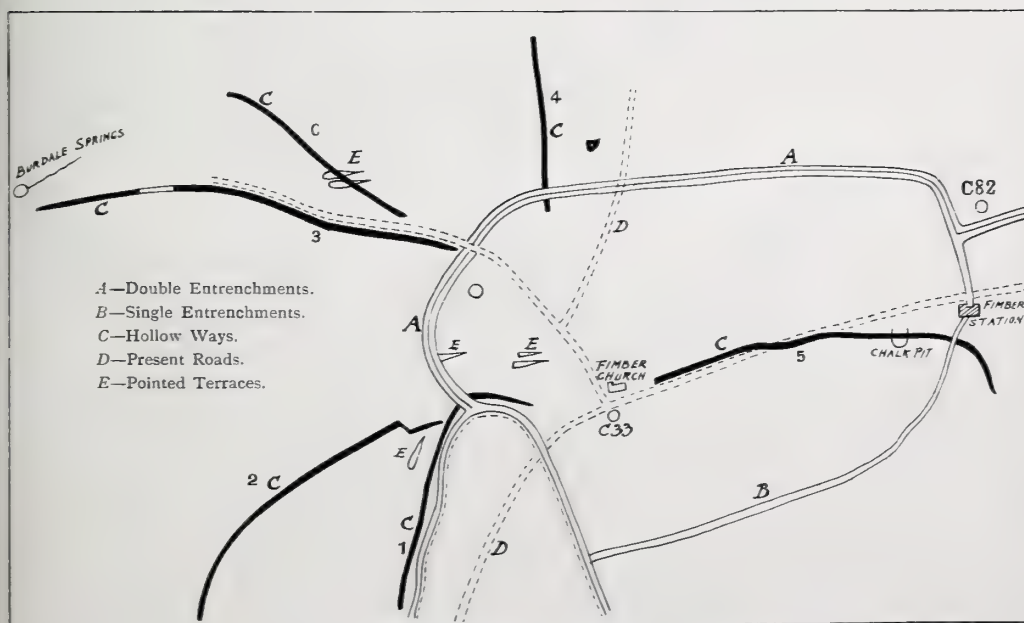 4
C
C
C
E
A
C82
BURDALE SPRINGS
C
3
D
A—Double Entrenchments.
B—Single Entrenchments.
C—Hollow Ways.
D—Present Roads.
E—Pointed Terraces.
A
E
E
C
5
FIMBER
STATION
CHALK PIT
FIMBER
CHURCH
C33
2 C
E
C
1
D
B